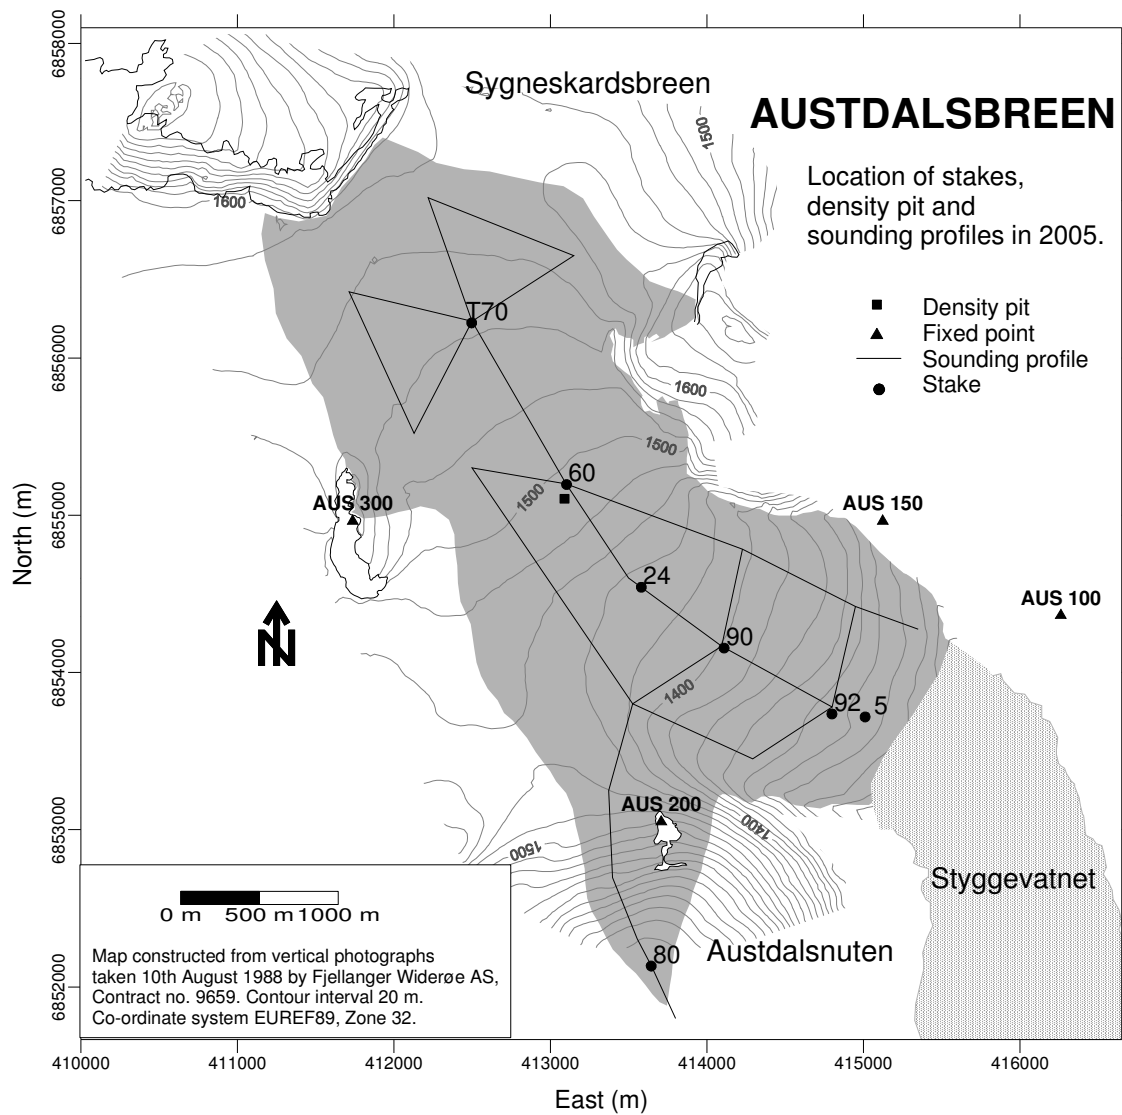 Sygneskardsbreen
AUSTDALSBREEN
Location of stakes,
density pit and
sounding profiles in 2005.
Density pit
Fixed point
Sounding profile
Stake
1500
1600
T70
1600
1500
60
1500
AUS 300
AUS 150
24
AUS 100
90
1400
92
5
AUS 200
1400
1500
Styggevatnet
80
Austdalsnuten
N
0 m 500 m 1000 m
Map constructed from vertical photographs
taken 10th August 1988 by Fjellanger Widerøe AS,
Contract no. 9659. Contour interval 20 m.
Co-ordinate system EUREF89, Zone 32.
North (m)
6858000
6857000
6856000
6855000
6854000
6853000
6852000
410000 411000 412000 413000 414000 415000 416000
East (m)